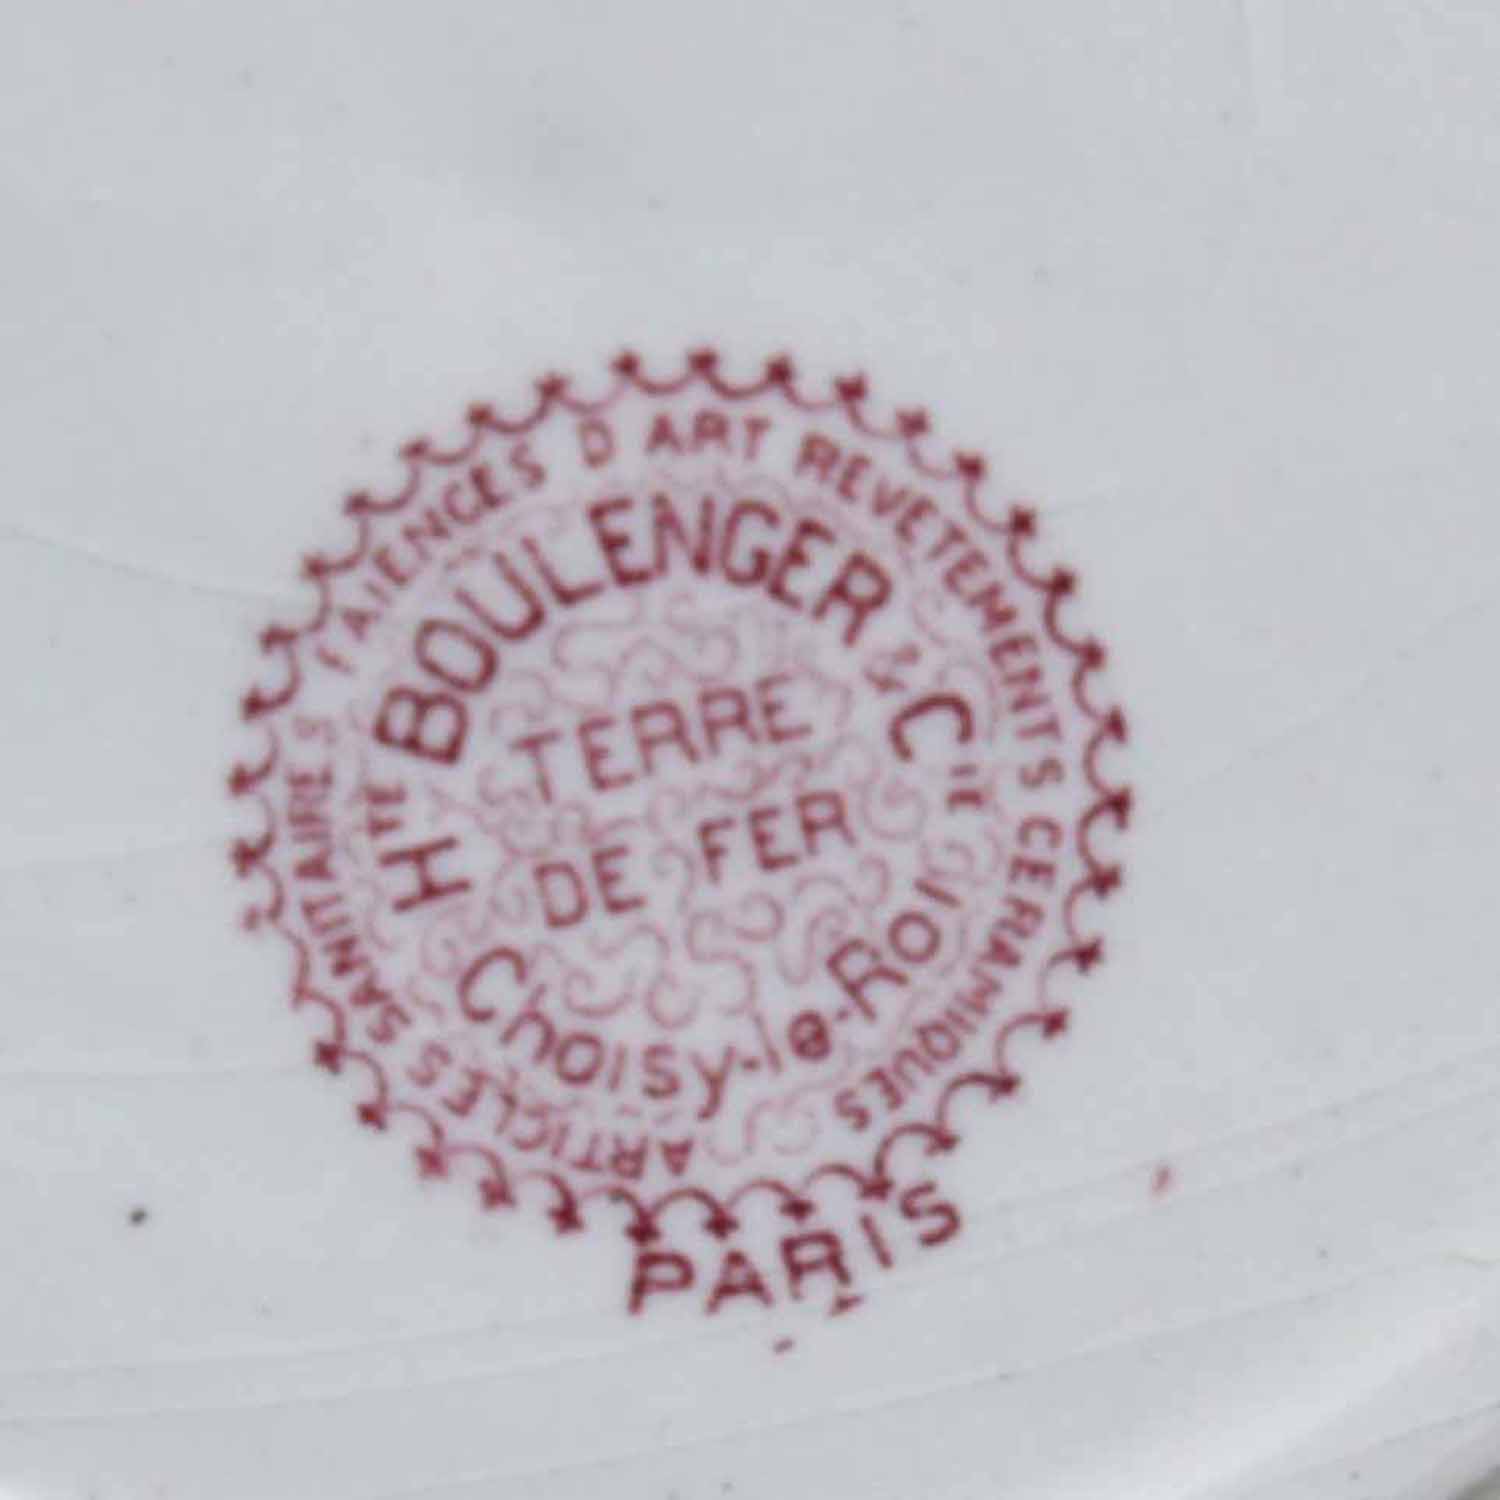 FAIENCES D ART REVETEMENTS CERAMIQUES
ARTICLES SANITAIRES
HTE BOULENGER & CIE
TERRE
DE FER
Choisy-le-Roi
PARIS